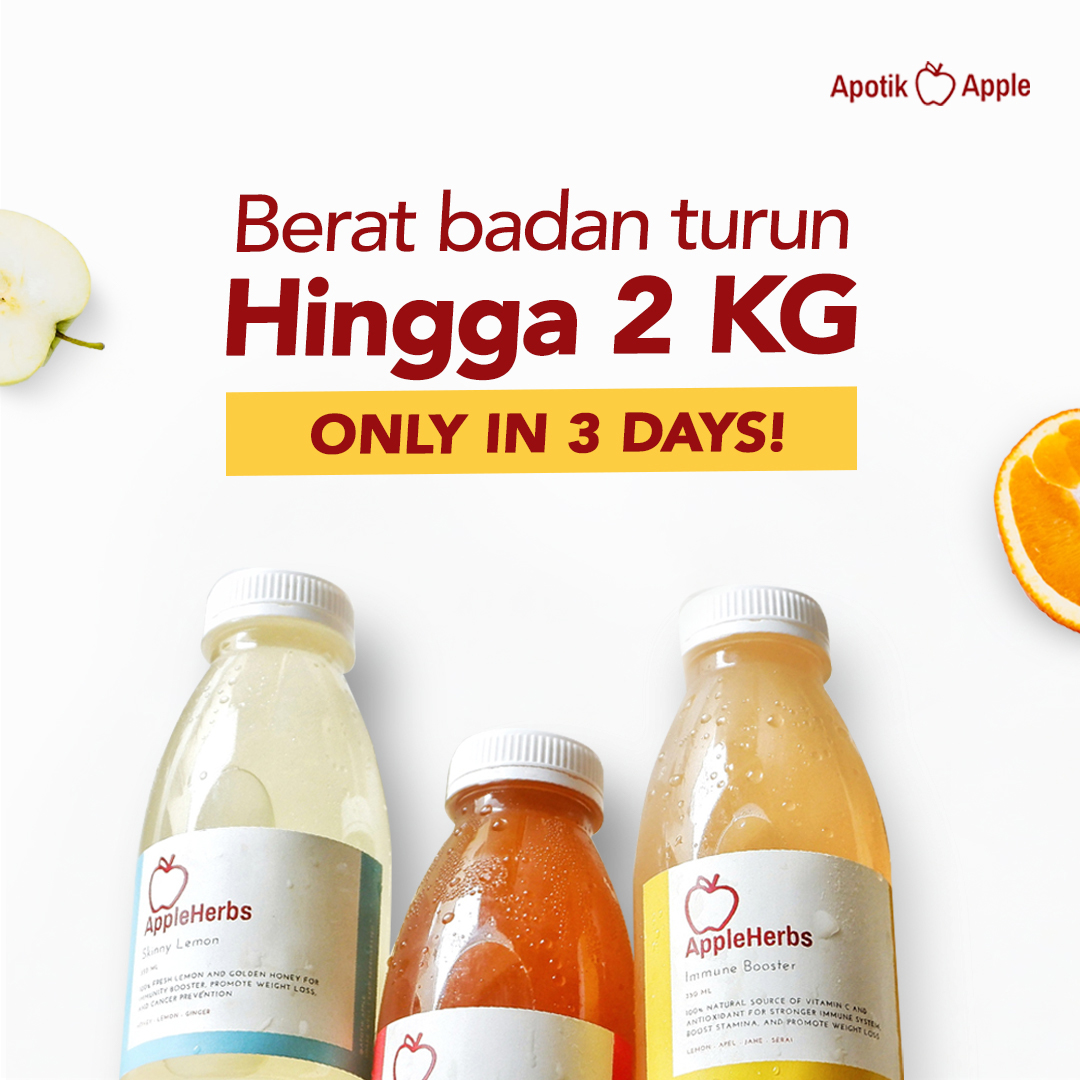 Apotik Apple
Berat badan turun
Hingga 2 KG
ONLY IN 3 DAYS!
AppleHerbs
Skinny Lemon
350 ML
100% FRESH LEMON AND GOLDEN HONEY FOR
IMMUNITY BOOSTER, PROMOTE WEIGHT LOSS,
AND CANCER PREVENTION
HONEY · LEMON · GINGER
AppleHerbs
Immune Booster
350 ML
100% NATURAL SOURCE OF VITAMIN C AND
ANTIOXIDANT FOR STRONGER IMMUNE SYSTEM,
BOOST STAMINA, AND PROMOTE WEIGHT LOSS
LEMON · APEL · JAHE · SERAI